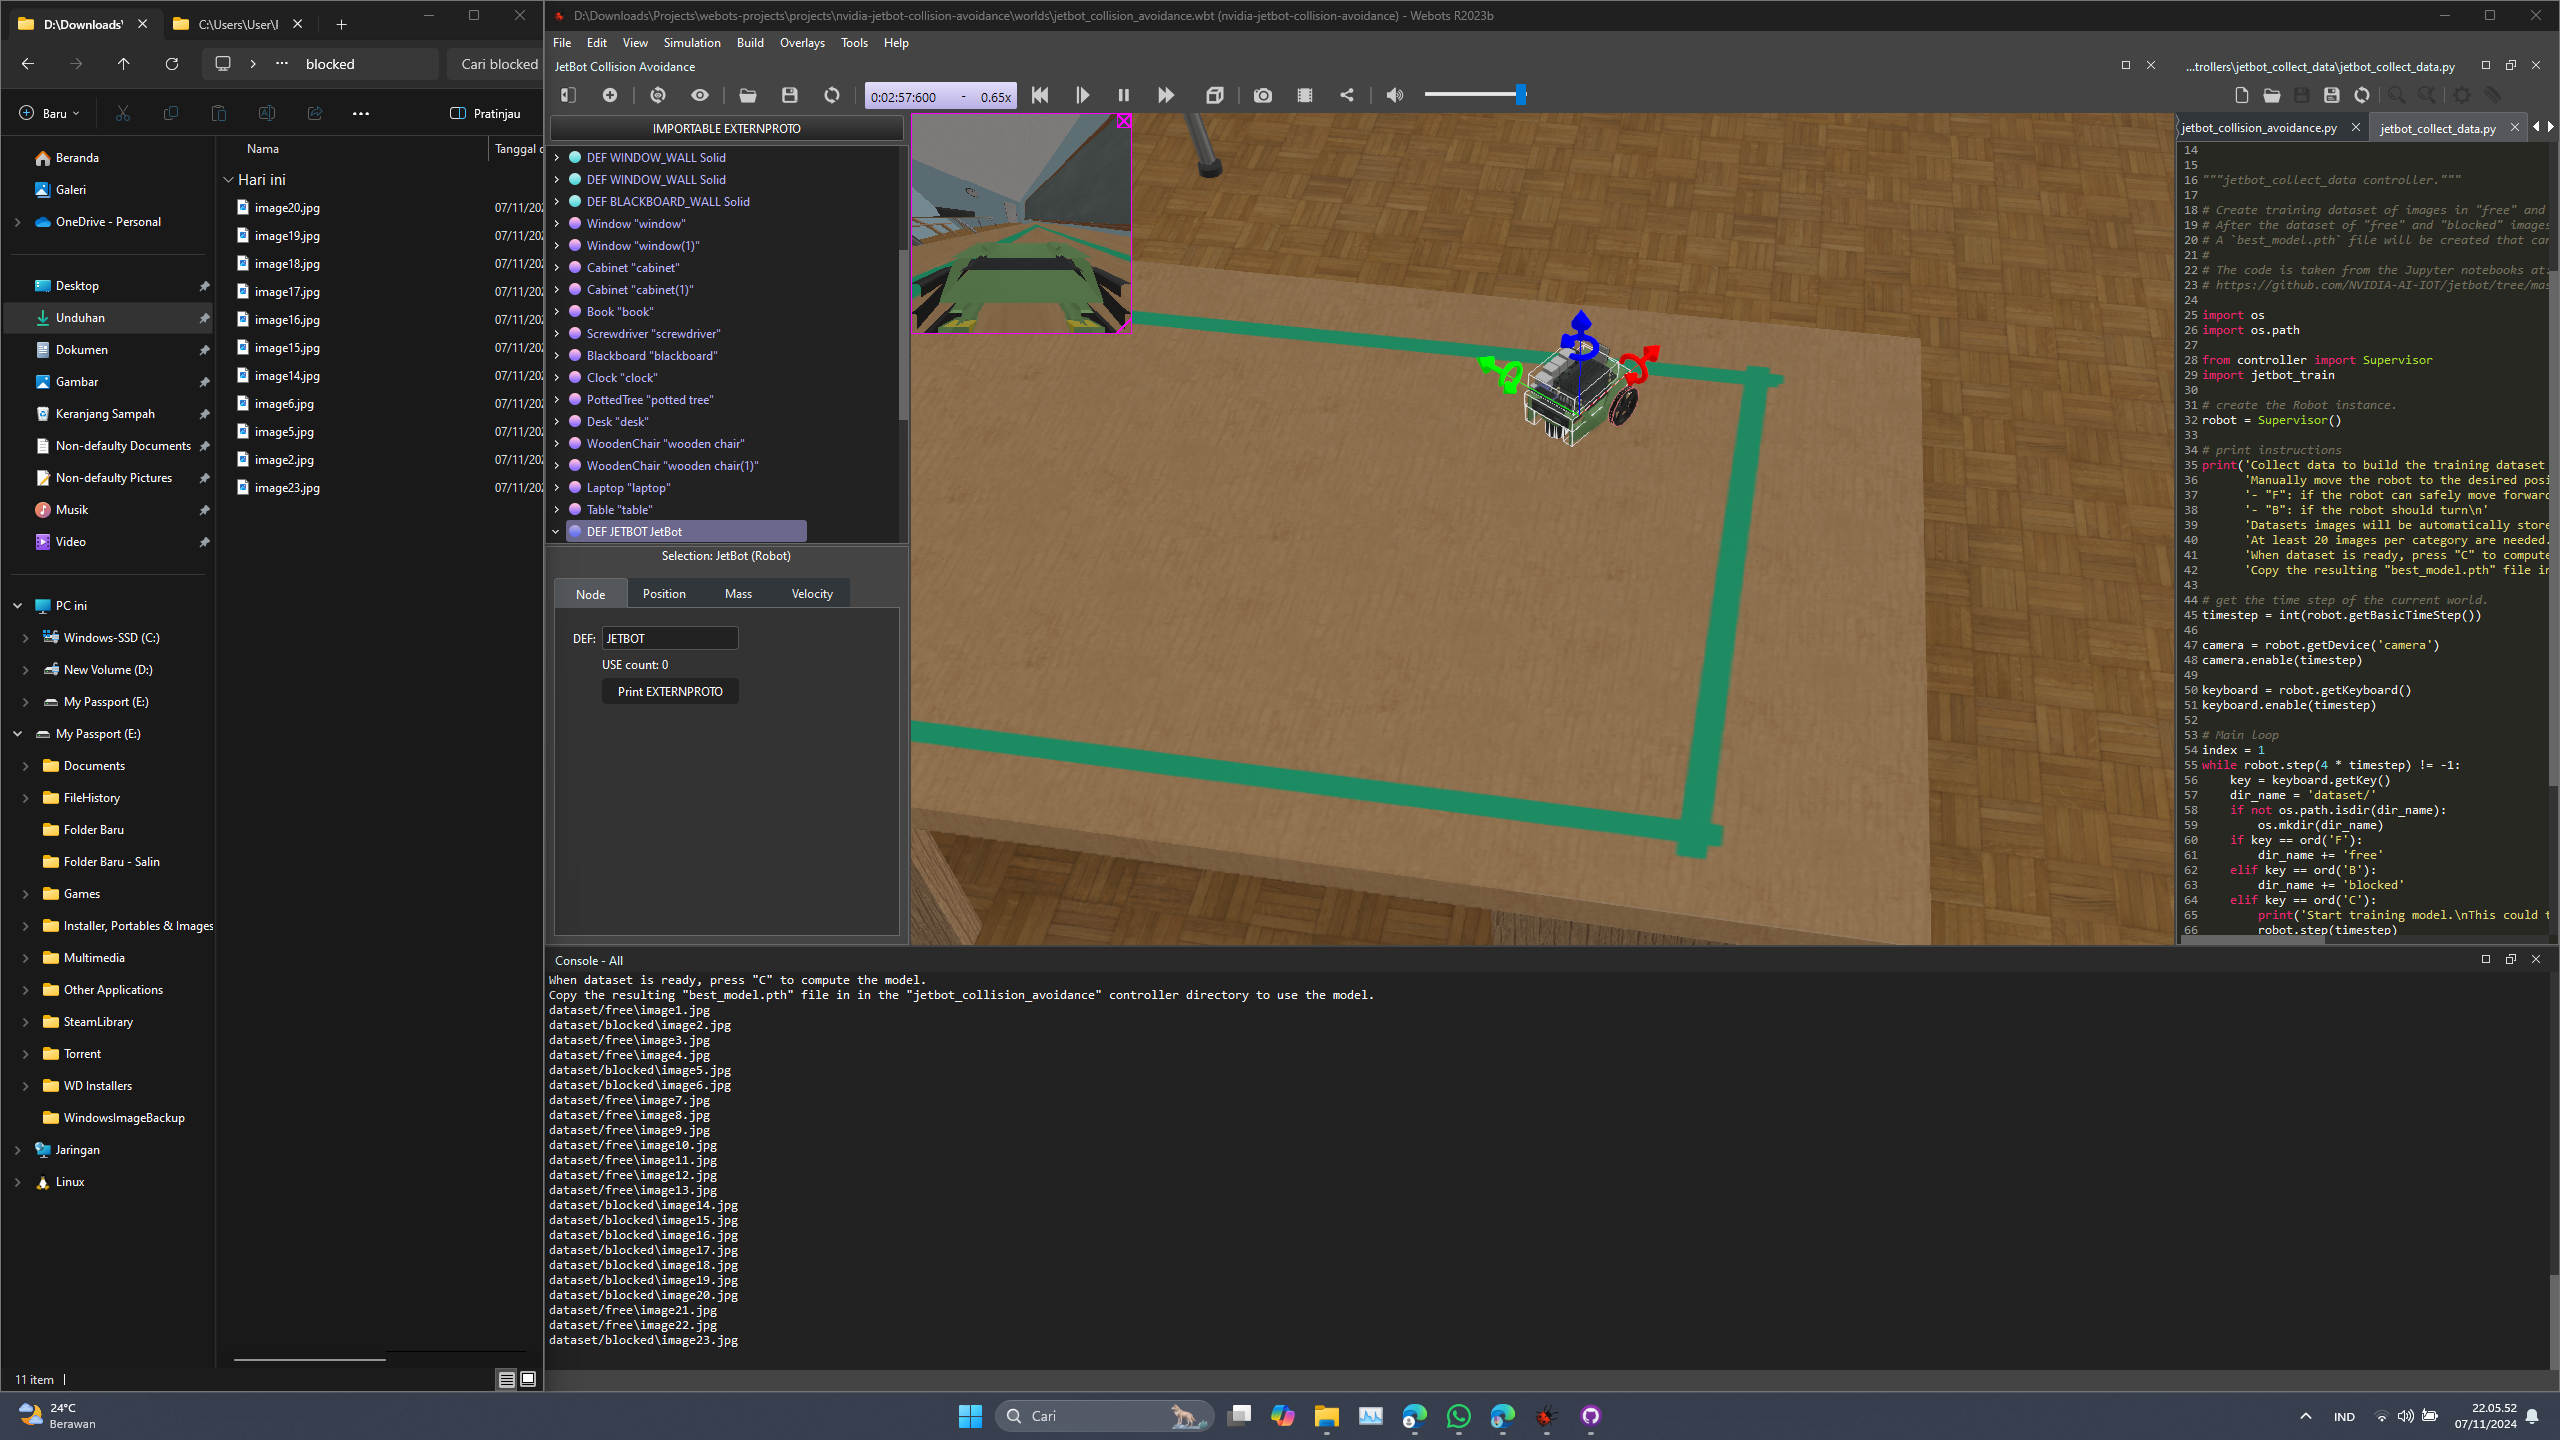 D:\Downloads\
C:\Users\User\
blocked
Cari blocked
Baru
Pratinjau
Beranda
Galeri
OneDrive - Personal
Desktop
Unduhan
Dokumen
Gambar
Keranjang Sampah
Non-defaulty Documents
Non-defaulty Pictures
Musik
Video
PC ini
Windows-SSD (C:)
New Volume (D:)
My Passport (E:)
My Passport (E:)
Documents
FileHistory
Folder Baru
Folder Baru - Salin
Games
Installer, Portables & Images
Multimedia
Other Applications
SteamLibrary
Torrent
WD Installers
WindowsImageBackup
Jaringan
Linux
Nama
Tanggal
Hari ini
image20.jpg 07/11/202
image19.jpg 07/11/202
image18.jpg 07/11/202
image17.jpg 07/11/202
image16.jpg 07/11/202
image15.jpg 07/11/202
image14.jpg 07/11/202
image6.jpg 07/11/202
image5.jpg 07/11/202
image2.jpg 07/11/202
image23.jpg 07/11/202
11 item
D:\Downloads\Projects\webots-projects\projects\nvidia-jetbot-collision-avoidance\worlds\jetbot_collision_avoidance.wbt (nvidia-jetbot-collision-avoidance) - Webots R2023b
File Edit View Simulation Build Overlays Tools Help
JetBot Collision Avoidance
0:02:57:600 - 0.65x
IMPORTABLE EXTERNPROTO
DEF WINDOW_WALL Solid
DEF WINDOW_WALL Solid
DEF BLACKBOARD_WALL Solid
Window "window"
Window "window(1)"
Cabinet "cabinet"
Cabinet "cabinet(1)"
Book "book"
Screwdriver "screwdriver"
Blackboard "blackboard"
Clock "clock"
PottedTree "potted tree"
Desk "desk"
WoodenChair "wooden chair"
WoodenChair "wooden chair(1)"
Laptop "laptop"
Table "table"
DEF JETBOT JetBot
Selection: JetBot (Robot)
Node Position Mass Velocity
DEF: JETBOT
USE count: 0
Print EXTERNPROTO
...trollers\jetbot_collect_data\jetbot_collect_data.py
jetbot_collision_avoidance.py
jetbot_collect_data.py
14
15
16 """jetbot_collect_data controller."""
17
18 # Create training dataset of images in "free" and
19 # After the dataset of "free" and "blocked" images
20 # A `best_model.pth` file will be created that can
21 #
22 # The code is taken from the Jupyter notebooks at:
23 # https://github.com/NVIDIA-AI-IOT/jetbot/tree/mas
24
25 import os
26 import os.path
27
28 from controller import Supervisor
29 import jetbot_train
30
31 # create the Robot instance.
32 robot = Supervisor()
33
34 # print instructions
35 print('Collect data to build the training dataset
36 'Manually move the robot to the desired posi
37 '- "F": if the robot can safely move forward
38 '- "B": if the robot should turn\n'
39 'Datasets images will be automatically store
40 'At least 20 images per category are needed.
41 'When dataset is ready, press "C" to compute
42 'Copy the resulting "best_model.pth" file in
43
44 # get the time step of the current world.
45 timestep = int(robot.getBasicTimeStep())
46
47 camera = robot.getDevice('camera')
48 camera.enable(timestep)
49
50 keyboard = robot.getKeyboard()
51 keyboard.enable(timestep)
52
53 # Main loop
54 index = 1
55 while robot.step(4 * timestep) != -1:
56 key = keyboard.getKey()
57 dir_name = 'dataset/'
58 if not os.path.isdir(dir_name):
59 os.mkdir(dir_name)
60 if key == ord('F'):
61 dir_name += 'free'
62 elif key == ord('B'):
63 dir_name += 'blocked'
64 elif key == ord('C'):
65 print('Start training model.\nThis could t
66 robot.step(timestep)
Console - All
When dataset is ready, press "C" to compute the model.
Copy the resulting "best_model.pth" file in in the "jetbot_collision_avoidance" controller directory to use the model.
dataset/free\image1.jpg
dataset/blocked\image2.jpg
dataset/free\image3.jpg
dataset/free\image4.jpg
dataset/blocked\image5.jpg
dataset/blocked\image6.jpg
dataset/free\image7.jpg
dataset/free\image8.jpg
dataset/free\image9.jpg
dataset/free\image10.jpg
dataset/free\image11.jpg
dataset/free\image12.jpg
dataset/free\image13.jpg
dataset/blocked\image14.jpg
dataset/blocked\image15.jpg
dataset/blocked\image16.jpg
dataset/blocked\image17.jpg
dataset/blocked\image18.jpg
dataset/blocked\image19.jpg
dataset/blocked\image20.jpg
dataset/free\image21.jpg
dataset/free\image22.jpg
dataset/blocked\image23.jpg
24°C
Berawan
Cari
IND
22.05.52
07/11/2024